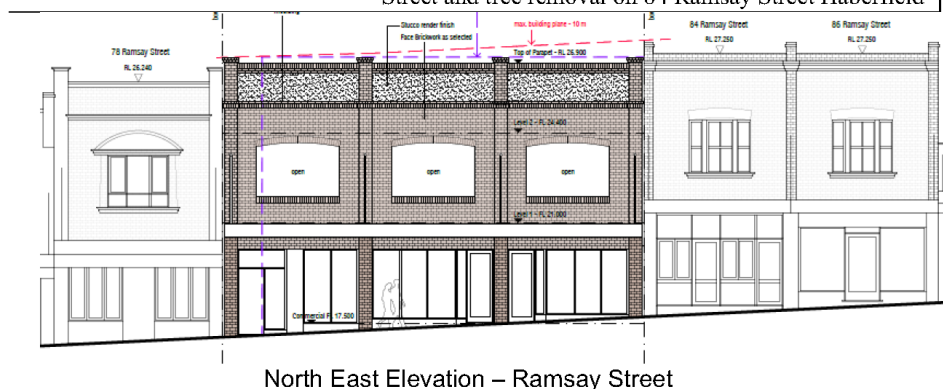 Street and tree removal on 84 Ramsay Street Haberfield
Stucco render finish
Face Brickwork as selected
max. building plane - 10 m
Top of Parapet - RL 26.900
84 Ramsay Street
RL 27.250
86 Ramsay Street
RL 27.250
78 Ramsay Street
RL 26.240
Level 2 - FL 24.400
open
open
open
Level 1 - FL 21.000
Commercial FL 17.500
North East Elevation – Ramsay Street